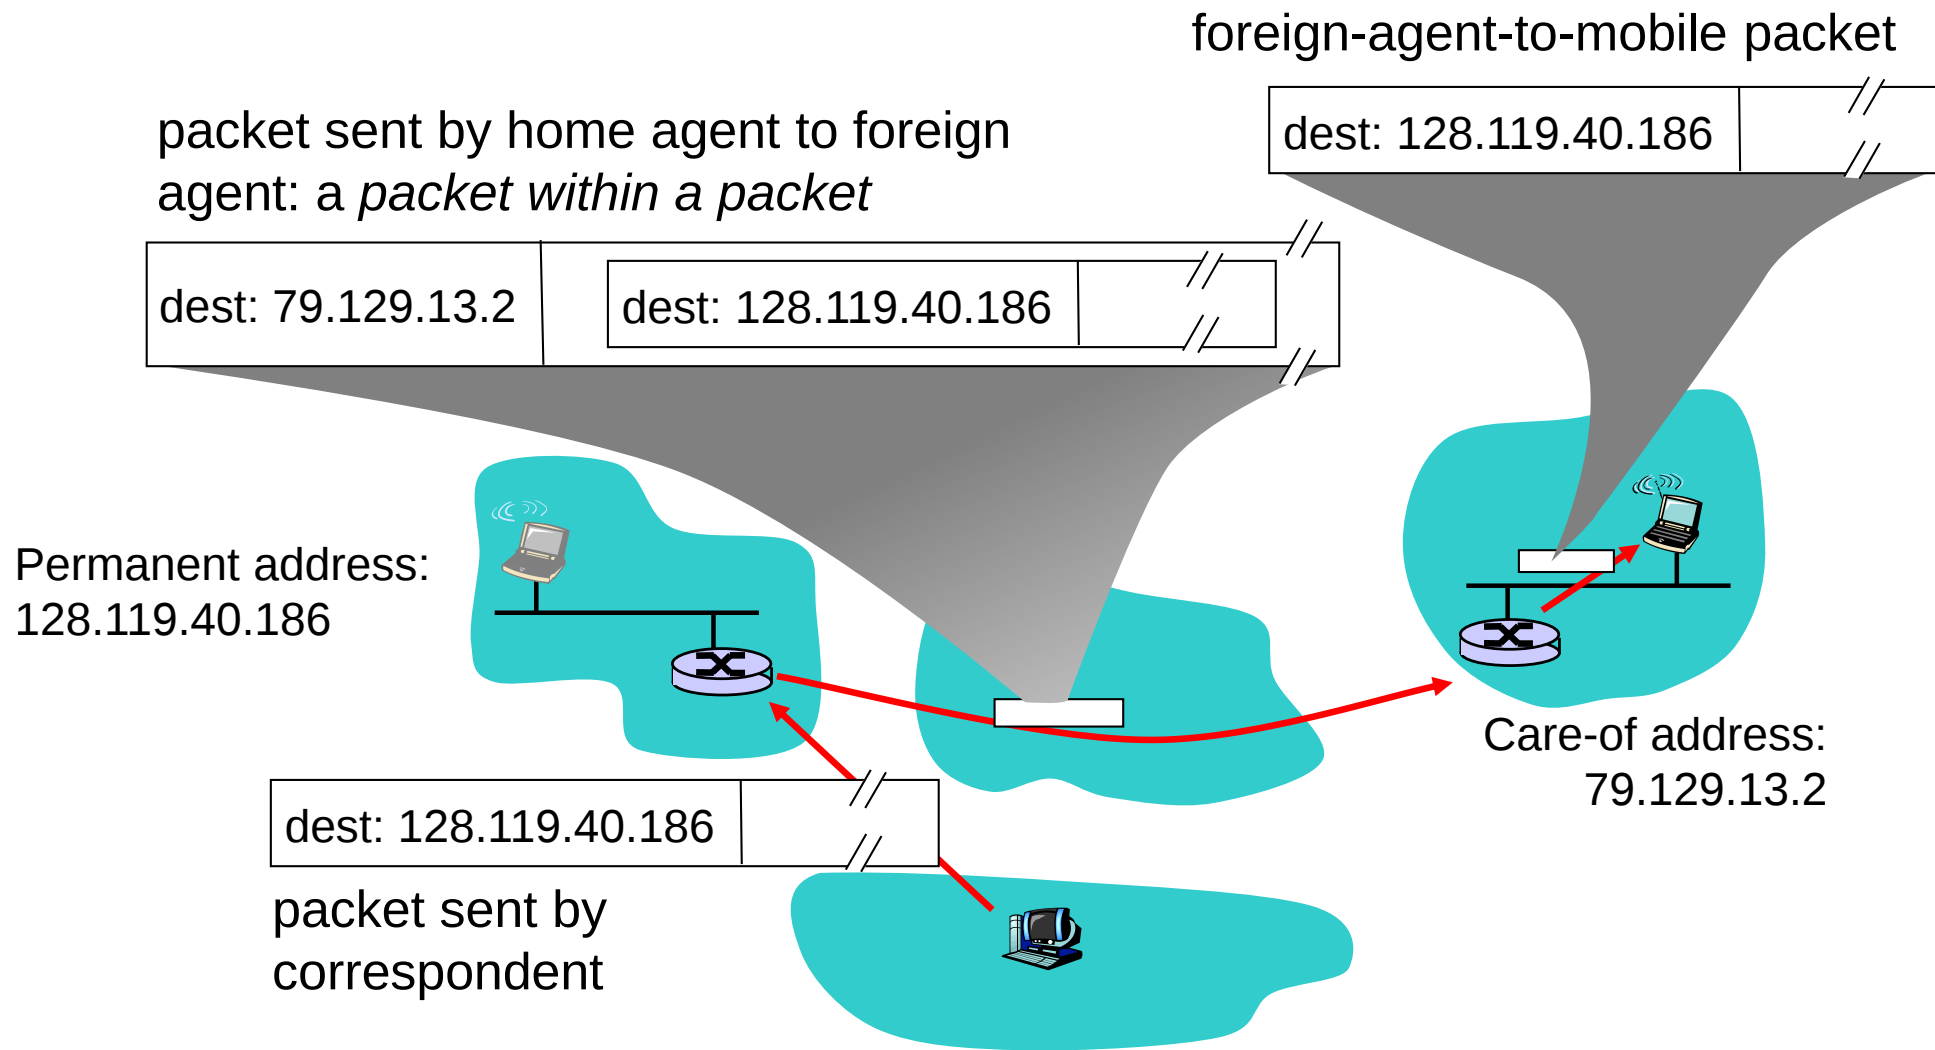 foreign-agent-to-mobile packet
dest: 128.119.40.186
packet sent by home agent to foreign
agent: a packet within a packet
dest: 79.129.13.2
dest: 128.119.40.186
Permanent address:
128.119.40.186
Care-of address:
79.129.13.2
dest: 128.119.40.186
packet sent by
correspondent